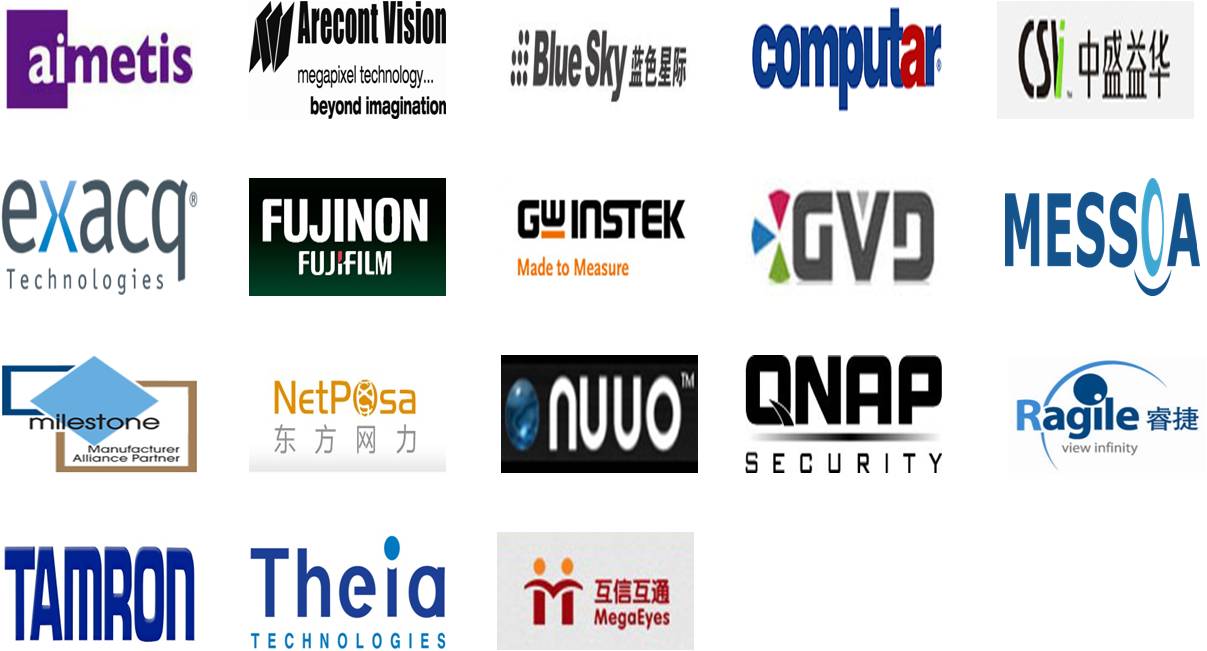 aimetis
Arecont Vision
megapixel technology...
beyond imagination
Blue Sky 蓝色星际
computar®
CSVi™ 中盛益华
exacq®
Technologies
FUJINON
FUJIFILM
GW INSTEK
Made to Measure
GVD
MESSOA
milestone
Manufacturer
Alliance Partner
NetPosa
东方网力
NUUO™
QNAP
SECURITY
Ragile 睿捷
view infinity
TAMRON
Theia
TECHNOLOGIES
互信互通
MegaEyes